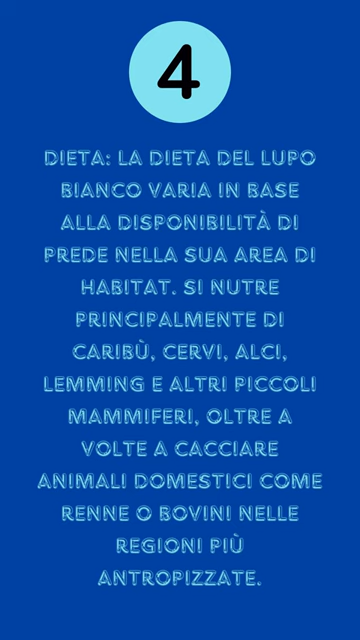 4
DIETA: LA DIETA DEL LUPO
BIANCO VARIA IN BASE
ALLA DISPONIBILITÀ DI
PREDE NELLA SUA AREA DI
HABITAT. SI NUTRE
PRINCIPALMENTE DI
CARIBÙ, CERVI, ALCI,
LEMMING E ALTRI PICCOLI
MAMMIFERI, OLTRE A
VOLTE A CACCIARE
ANIMALI DOMESTICI COME
RENNE O BOVINI NELLE
REGIONI PIÙ
ANTROPIZZATE.